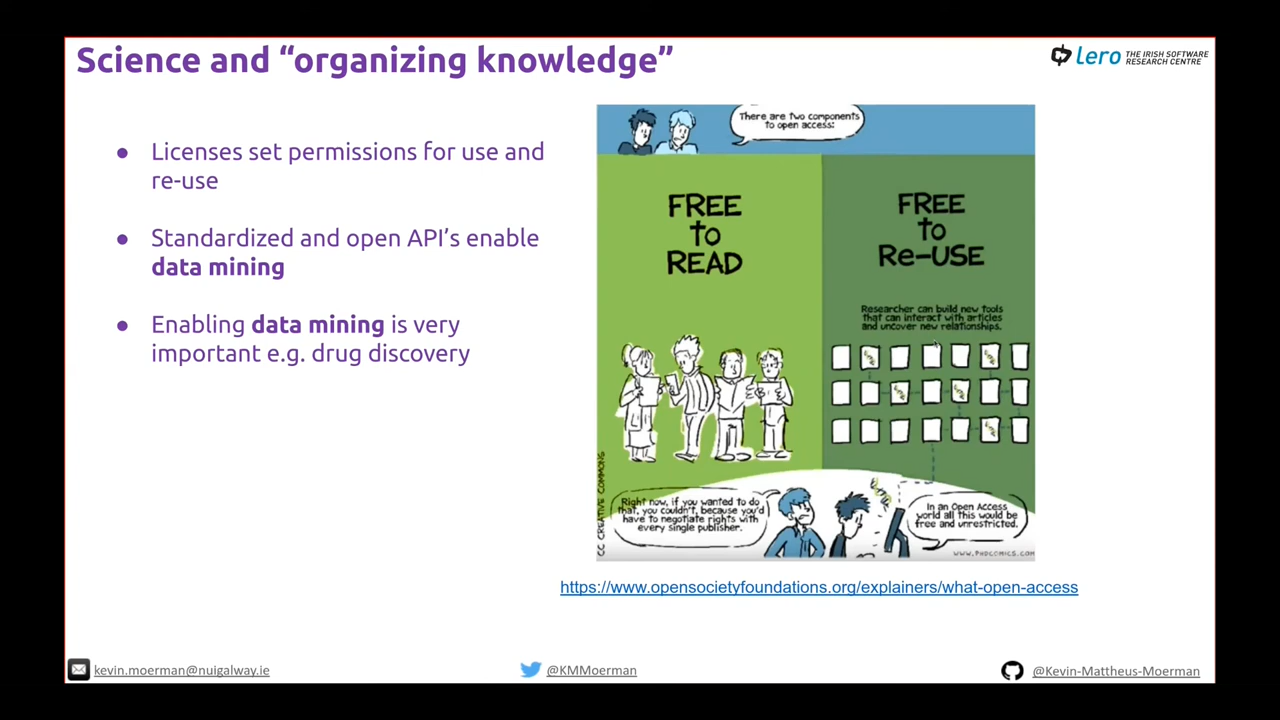 Science and “organizing knowledge”
lero THE IRISH SOFTWARE
RESEARCH CENTRE
● Licenses set permissions for use and
re-use
● Standardized and open API’s enable
data mining
● Enabling data mining is very
important e.g. drug discovery
There are two components
to open access:
FREE
to
READ
FREE
to
Re-USE
Researcher can build new tools
that can interact with articles
and uncover new relationships.
Right now, if you wanted to do
that, you couldn't, because you'd
have to negotiate rights with
every single publisher.
In an Open Access
world all this would be
free and unrestricted.
CC CREATIVE COMMONS
WWW.PHDCOMICS.COM
https://www.opensocietyfoundations.org/explainers/what-open-access
kevin.moerman@nuigalway.ie
@KMMoerman
@Kevin-Mattheus-Moerman